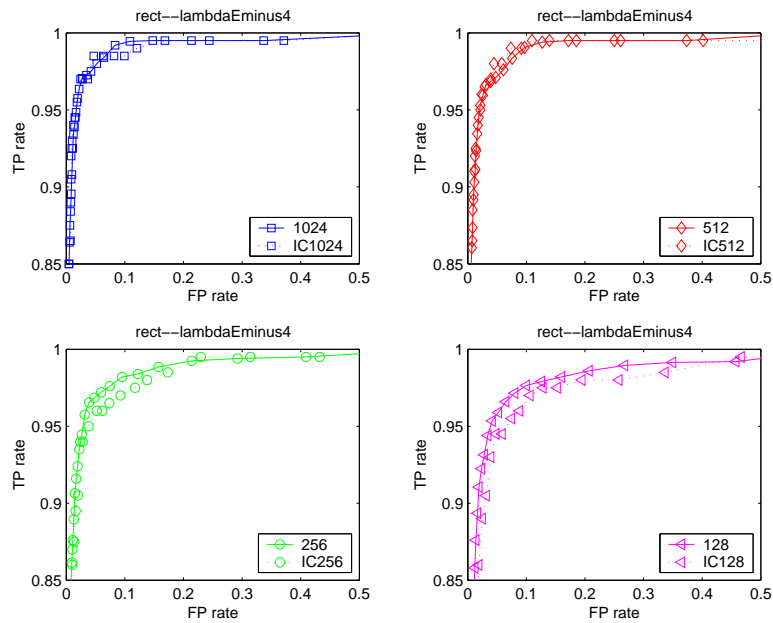 rect−−lambdaEminus4
1
0.95
0.9
0.85
TP rate
0 0.1 0.2 0.3 0.4 0.5
FP rate
1024
IC1024
rect−−lambdaEminus4
1
0.95
0.9
0.85
TP rate
0 0.1 0.2 0.3 0.4 0.5
FP rate
512
IC512
rect−−lambdaEminus4
1
0.95
0.9
0.85
TP rate
0 0.1 0.2 0.3 0.4 0.5
FP rate
256
IC256
rect−−lambdaEminus4
1
0.95
0.9
0.85
TP rate
0 0.1 0.2 0.3 0.4 0.5
FP rate
128
IC128